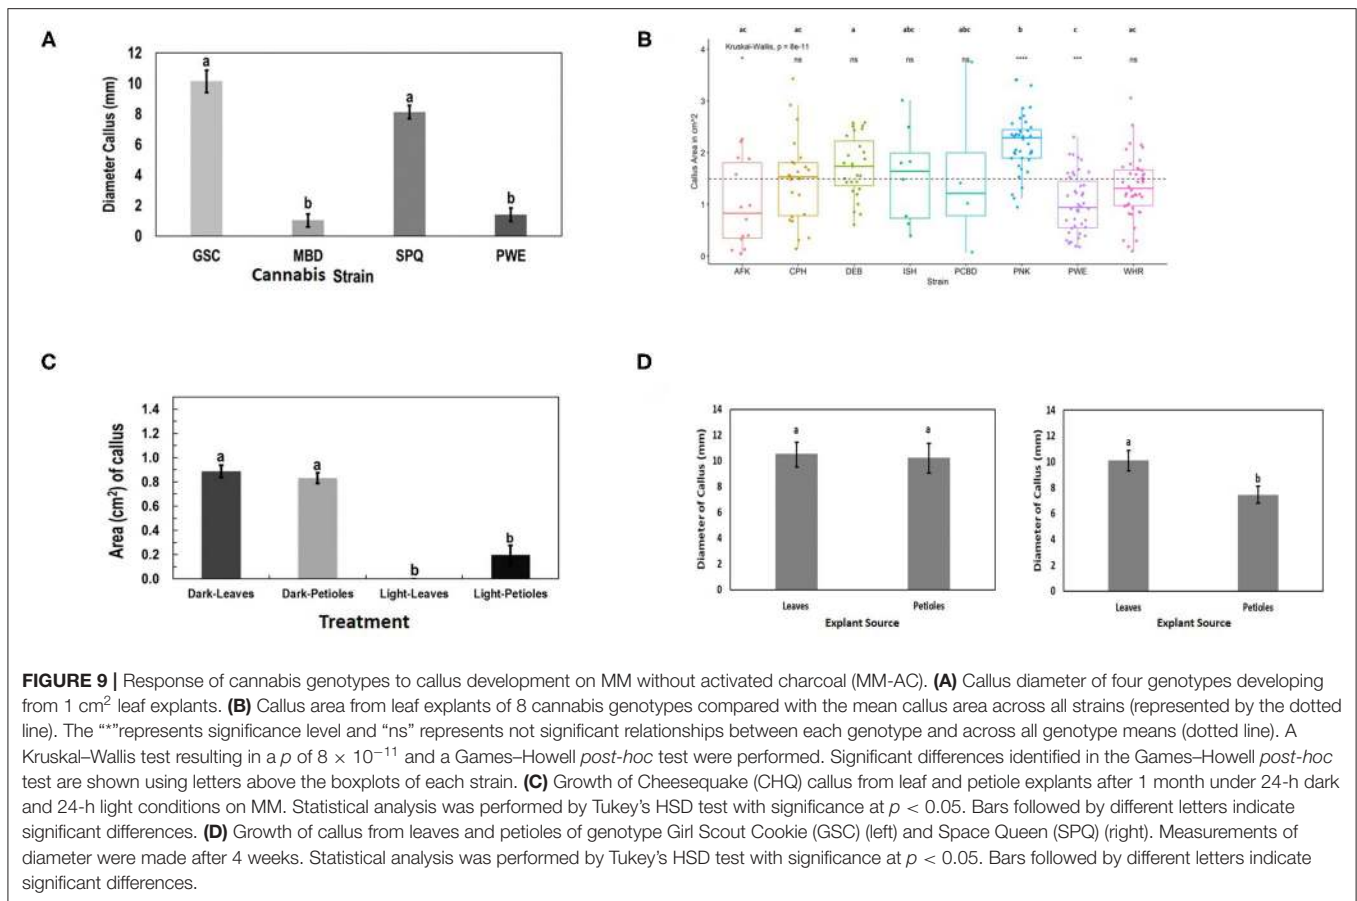 A
Diameter Callus (mm)
12
10
8
6
4
2
0
a
b
a
b
GSC MBD SPQ PWE
Cannabis Strain
B
ac ac a abc abc b c ac
Kruskal-Wallis, p = 8e-11
ns ns ns ns **** *** ns
Callus Area in cm^2
4
3
2
1
0
AFK CPH DEB ISH PCBD PNK PWE WHR
Strain
C
Area (cm2) of callus
1.4
1.2
1.0
0.8
0.6
0.4
0.2
0.0
a
a
b
b
Dark-Leaves Dark-Petioles Light-Leaves Light-Petioles
Treatment
D
Diameter of Callus (mm)
14
12
10
8
6
4
2
0
a
a
Leaves Petioles
Explant Source
Diameter of Callus (mm)
14
12
10
8
6
4
2
0
a
b
Leaves Petioles
Explant Source
FIGURE 9 | Response of cannabis genotypes to callus development on MM without activated charcoal (MM-AC). (A) Callus diameter of four genotypes developing
from 1 cm2 leaf explants. (B) Callus area from leaf explants of 8 cannabis genotypes compared with the mean callus area across all strains (represented by the dotted
line). The “*”represents significance level and “ns” represents not significant relationships between each genotype and across all genotype means (dotted line). A
Kruskal–Wallis test resulting in a p of 8 × 10−11 and a Games–Howell post-hoc test were performed. Significant differences identified in the Games–Howell post-hoc
test are shown using letters above the boxplots of each strain. (C) Growth of Cheesequake (CHQ) callus from leaf and petiole explants after 1 month under 24-h dark
and 24-h light conditions on MM. Statistical analysis was performed by Tukey’s HSD test with significance at p < 0.05. Bars followed by different letters indicate
significant differences. (D) Growth of callus from leaves and petioles of genotype Girl Scout Cookie (GSC) (left) and Space Queen (SPQ) (right). Measurements of
diameter were made after 4 weeks. Statistical analysis was performed by Tukey’s HSD test with significance at p < 0.05. Bars followed by different letters indicate
significant differences.